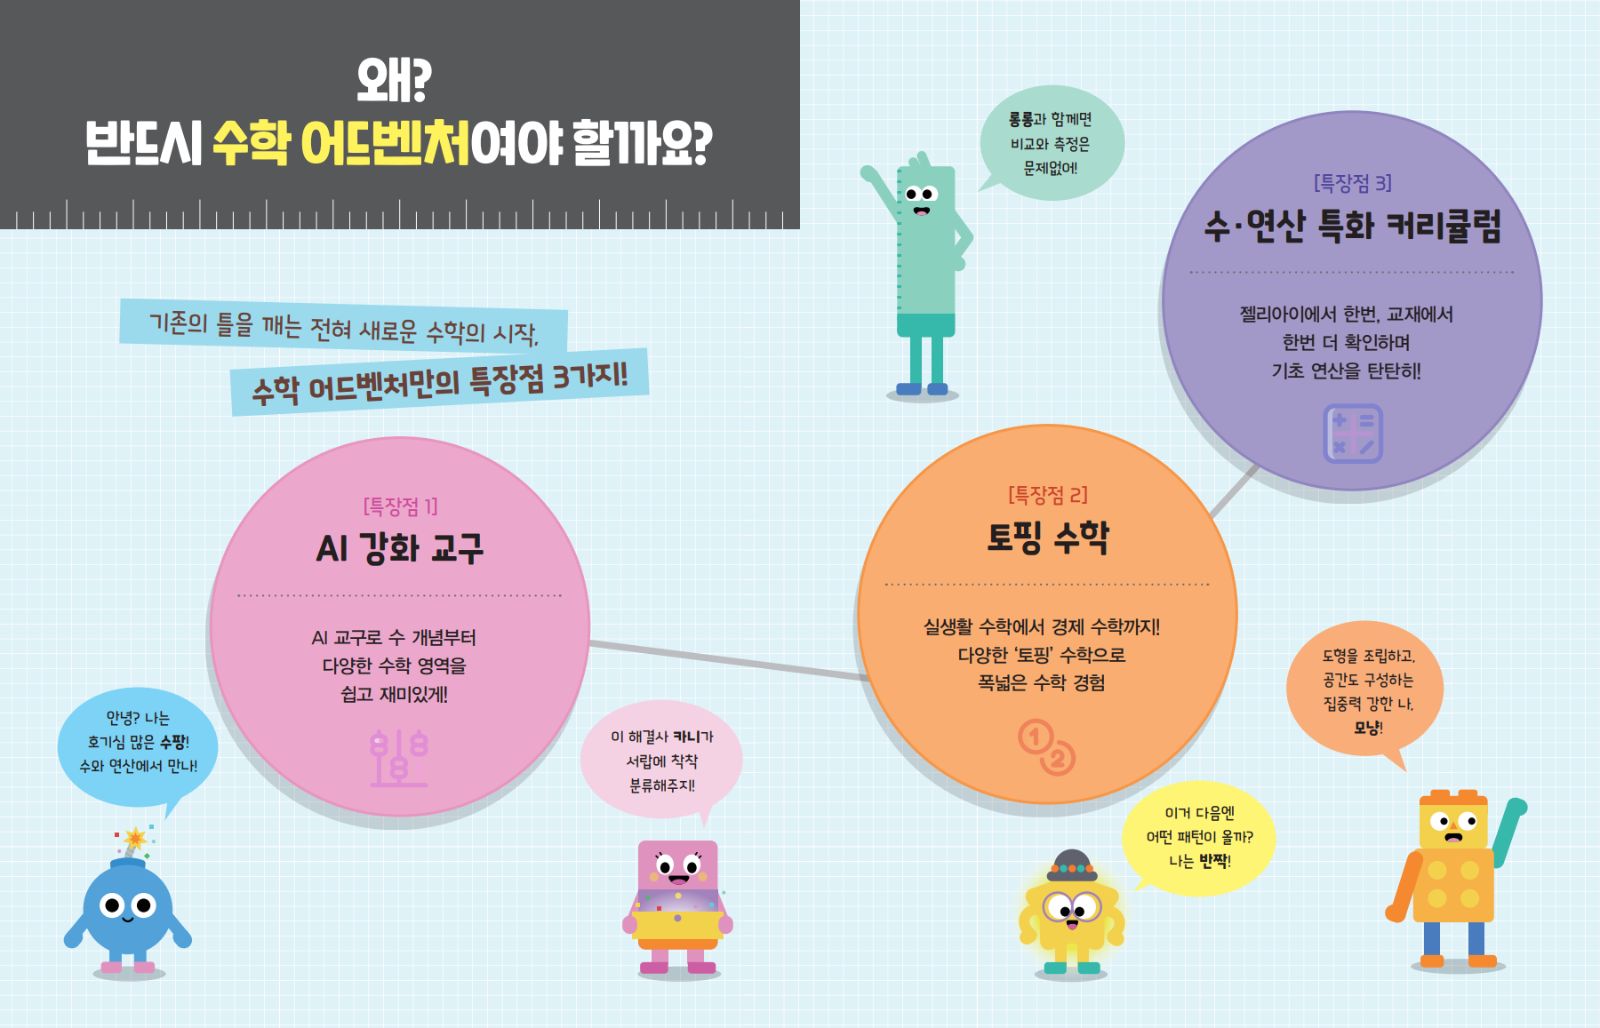 왜?
반드시 수학 어드벤처여야 할까요?
기존의 틀을 깨는 전혀 새로운 수학의 시작,
수학 어드벤처만의 특장점 3가지!
[특장점 1]
AI 강화 교구
AI 교구로 수 개념부터
다양한 수학 영역을
쉽고 재미있게!
안녕? 나는
호기심 많은 수팡!
수와 연산에서 만나!
이 해결사 카니가
서랍에 착착
분류해주지!
롱롱과 함께면
비교와 측정은
문제없어!
[특장점 2]
토핑 수학
실생활 수학에서 경제 수학까지!
다양한 '토핑' 수학으로
폭넓은 수학 경험
1
2
[특장점 3]
수·연산 특화 커리큘럼
젤리아이에서 한번, 교재에서
한번 더 확인하며
기초 연산을 탄탄히!
이거 다음엔
어떤 패턴이 올까?
나는 반짝!
도형을 조립하고,
공간도 구성하는
집중력 강한 나,
모냥!